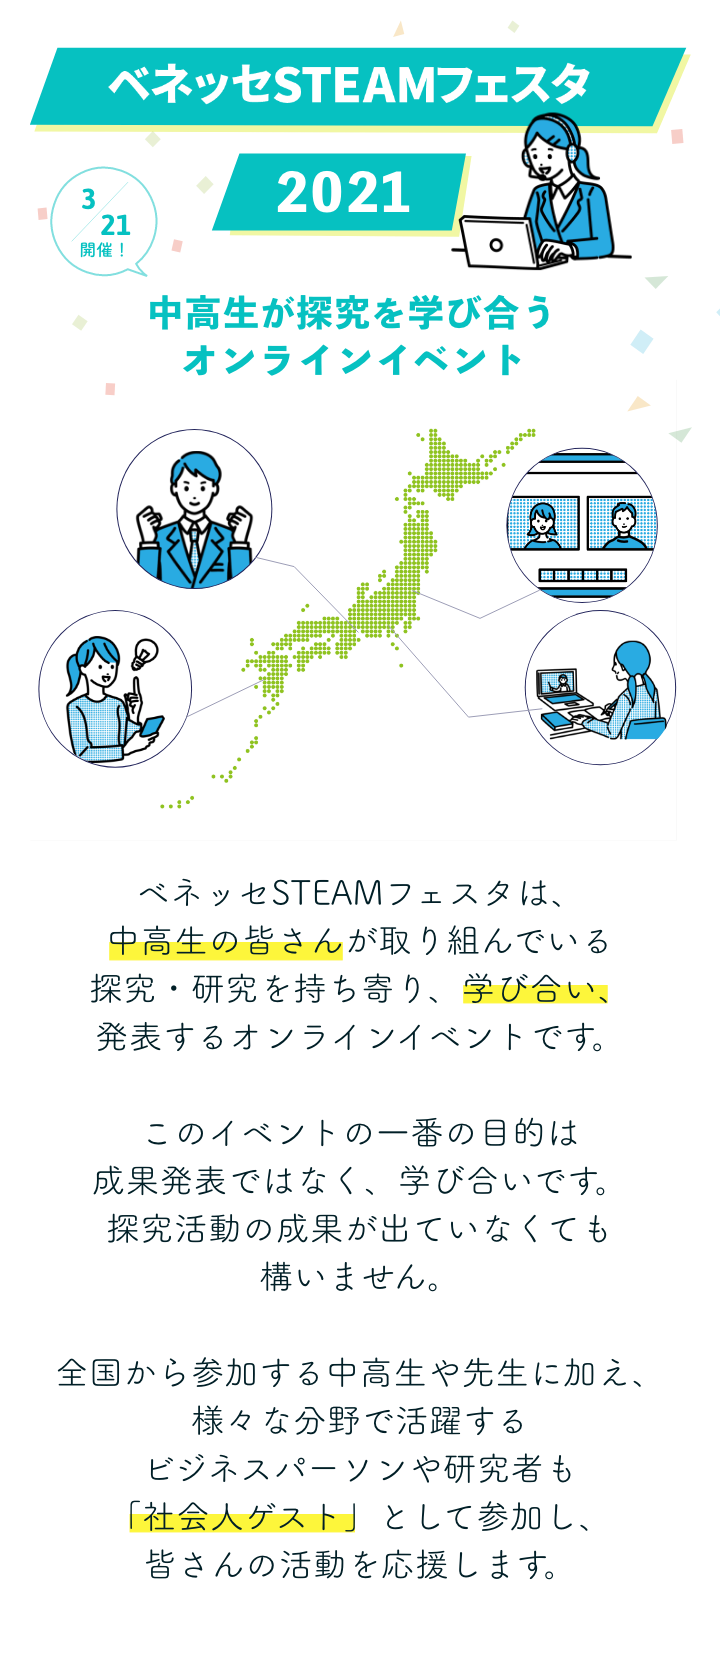 ベネッセSTEAMフェスタ
2021
3/21
開催！
中高生が探究を学び合う
オンラインイベント
ベネッセSTEAMフェスタは、
中高生の皆さんが取り組んでいる
探究・研究を持ち寄り、学び合い、
発表するオンラインイベントです。
このイベントの一番の目的は
成果発表ではなく、学び合いです。
探究活動の成果が出ていなくても
構いません。
全国から参加する中高生や先生に加え、
様々な分野で活躍する
ビジネスパーソンや研究者も
「社会人ゲスト」として参加し、
皆さんの活動を応援します。